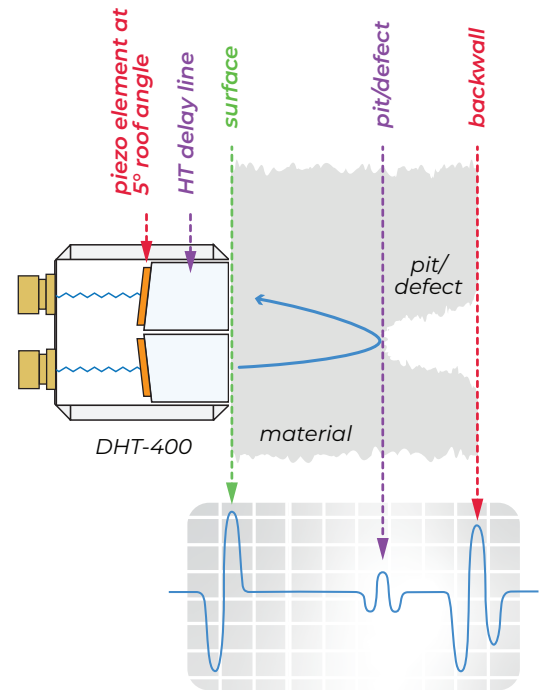 piezo element at
5° roof angle
HT delay line
surface
pit/defect
backwall
pit/
defect
DHT-400
material